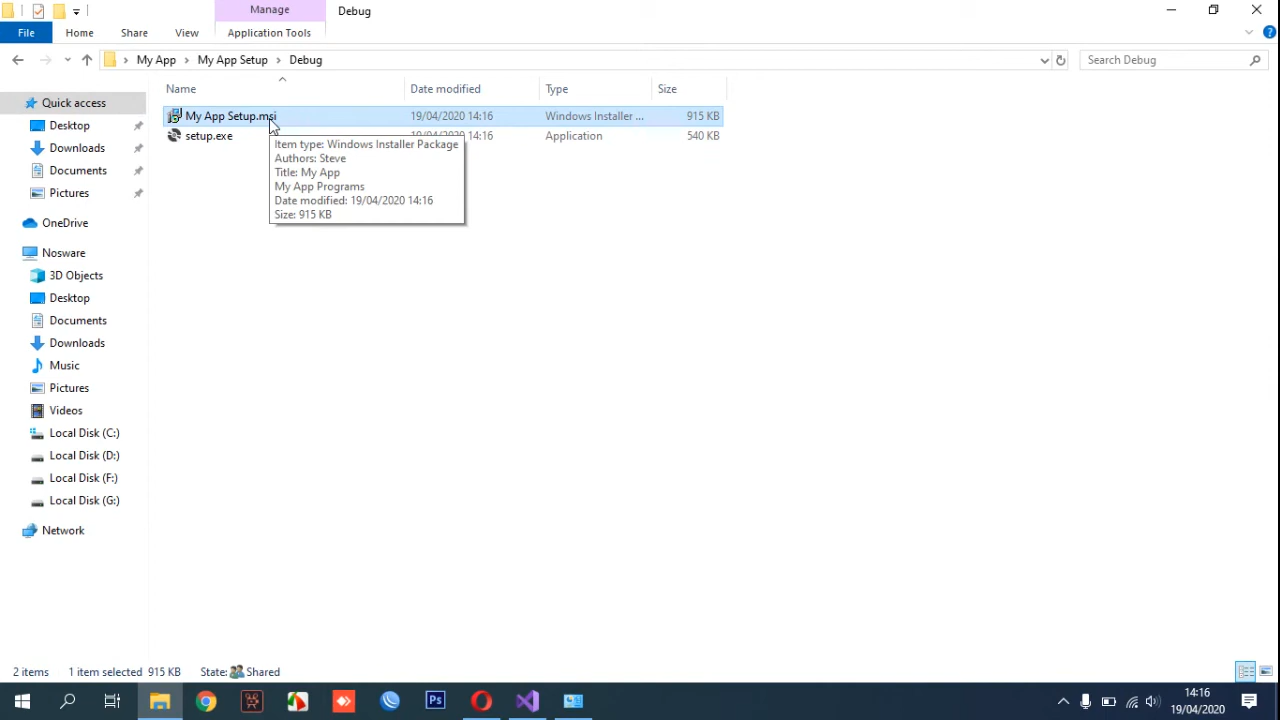 Manage
Debug
File
Home
Share
View
Application Tools
My App
My App Setup
Debug
Search Debug
Name
Date modified
Type
Size
My App Setup.msi
19/04/2020 14:16
Windows Installer ...
915 KB
setup.exe
19/04/2020 14:16
Application
540 KB
Item type: Windows Installer Package
Authors: Steve
Title: My App
My App Programs
Date modified: 19/04/2020 14:16
Size: 915 KB
Quick access
Desktop
Downloads
Documents
Pictures
OneDrive
Nosware
3D Objects
Desktop
Documents
Downloads
Music
Pictures
Videos
Local Disk (C:)
Local Disk (D:)
Local Disk (F:)
Local Disk (G:)
Network
2 items
1 item selected 915 KB
State:
Shared
Ps
14:16
19/04/2020